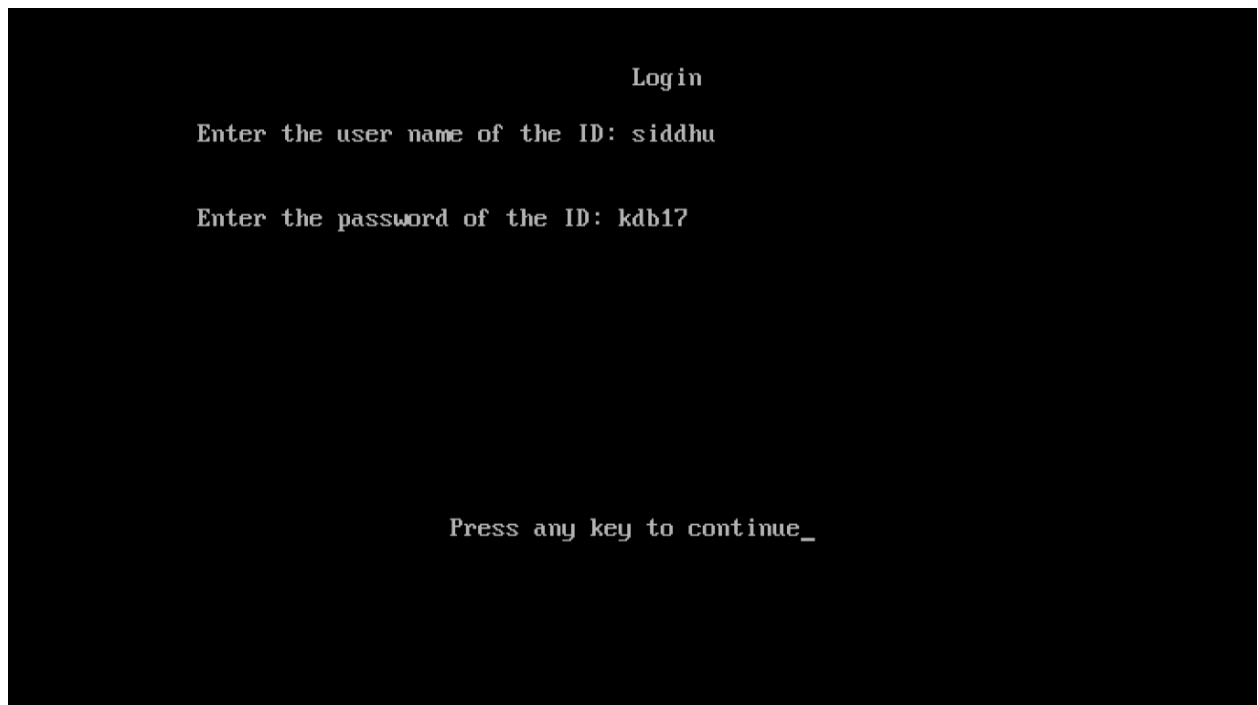 Login
Enter the user name of the ID: siddhu
Enter the password of the ID: kdb17
Press any key to continue_